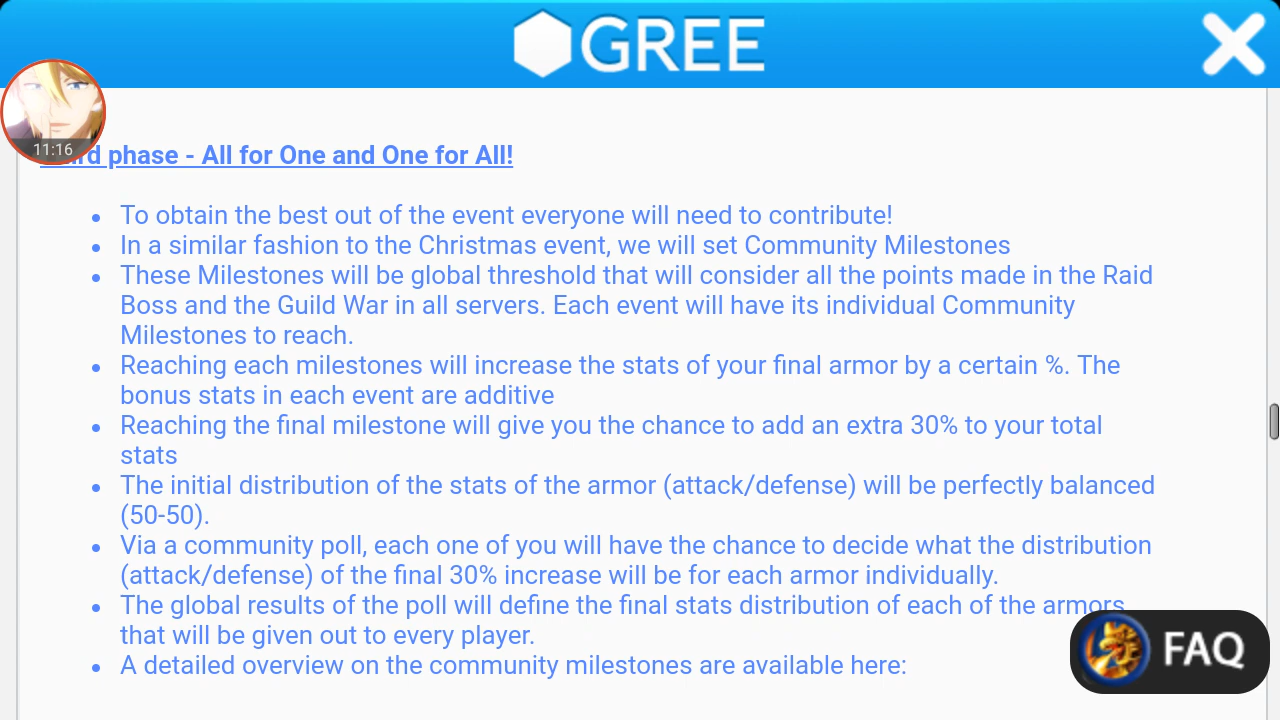 GREE
11:16
phase - All for One and One for All!
To obtain the best out of the event everyone will need to contribute!
In a similar fashion to the Christmas event, we will set Community Milestones
These Milestones will be global threshold that will consider all the points made in the Raid
Boss and the Guild War in all servers. Each event will have its individual Community
Milestones to reach.
Reaching each milestones will increase the stats of your final armor by a certain %. The
bonus stats in each event are additive
Reaching the final milestone will give you the chance to add an extra 30% to your total
stats
The initial distribution of the stats of the armor (attack/defense) will be perfectly balanced
(50-50).
Via a community poll, each one of you will have the chance to decide what the distribution
(attack/defense) of the final 30% increase will be for each armor individually.
The global results of the poll will define the final stats distribution of each of the armors
that will be given out to every player.
A detailed overview on the community milestones are available here:
FAQ